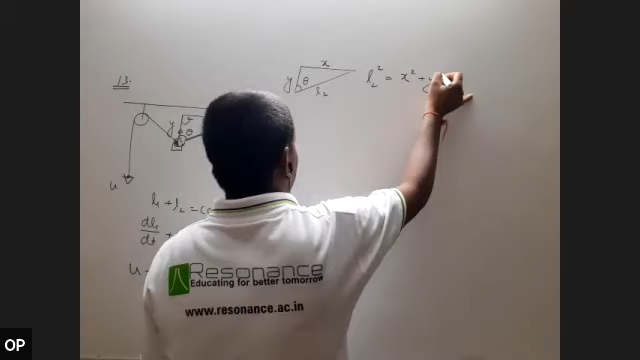 13.
x
y θ l₂
l₂² = x² + y
y θ
u
l₁ + l₂ = co
dl₁/dt +
u -
Resonance
Educating for better tomorrow
www.resonance.ac.in
OP